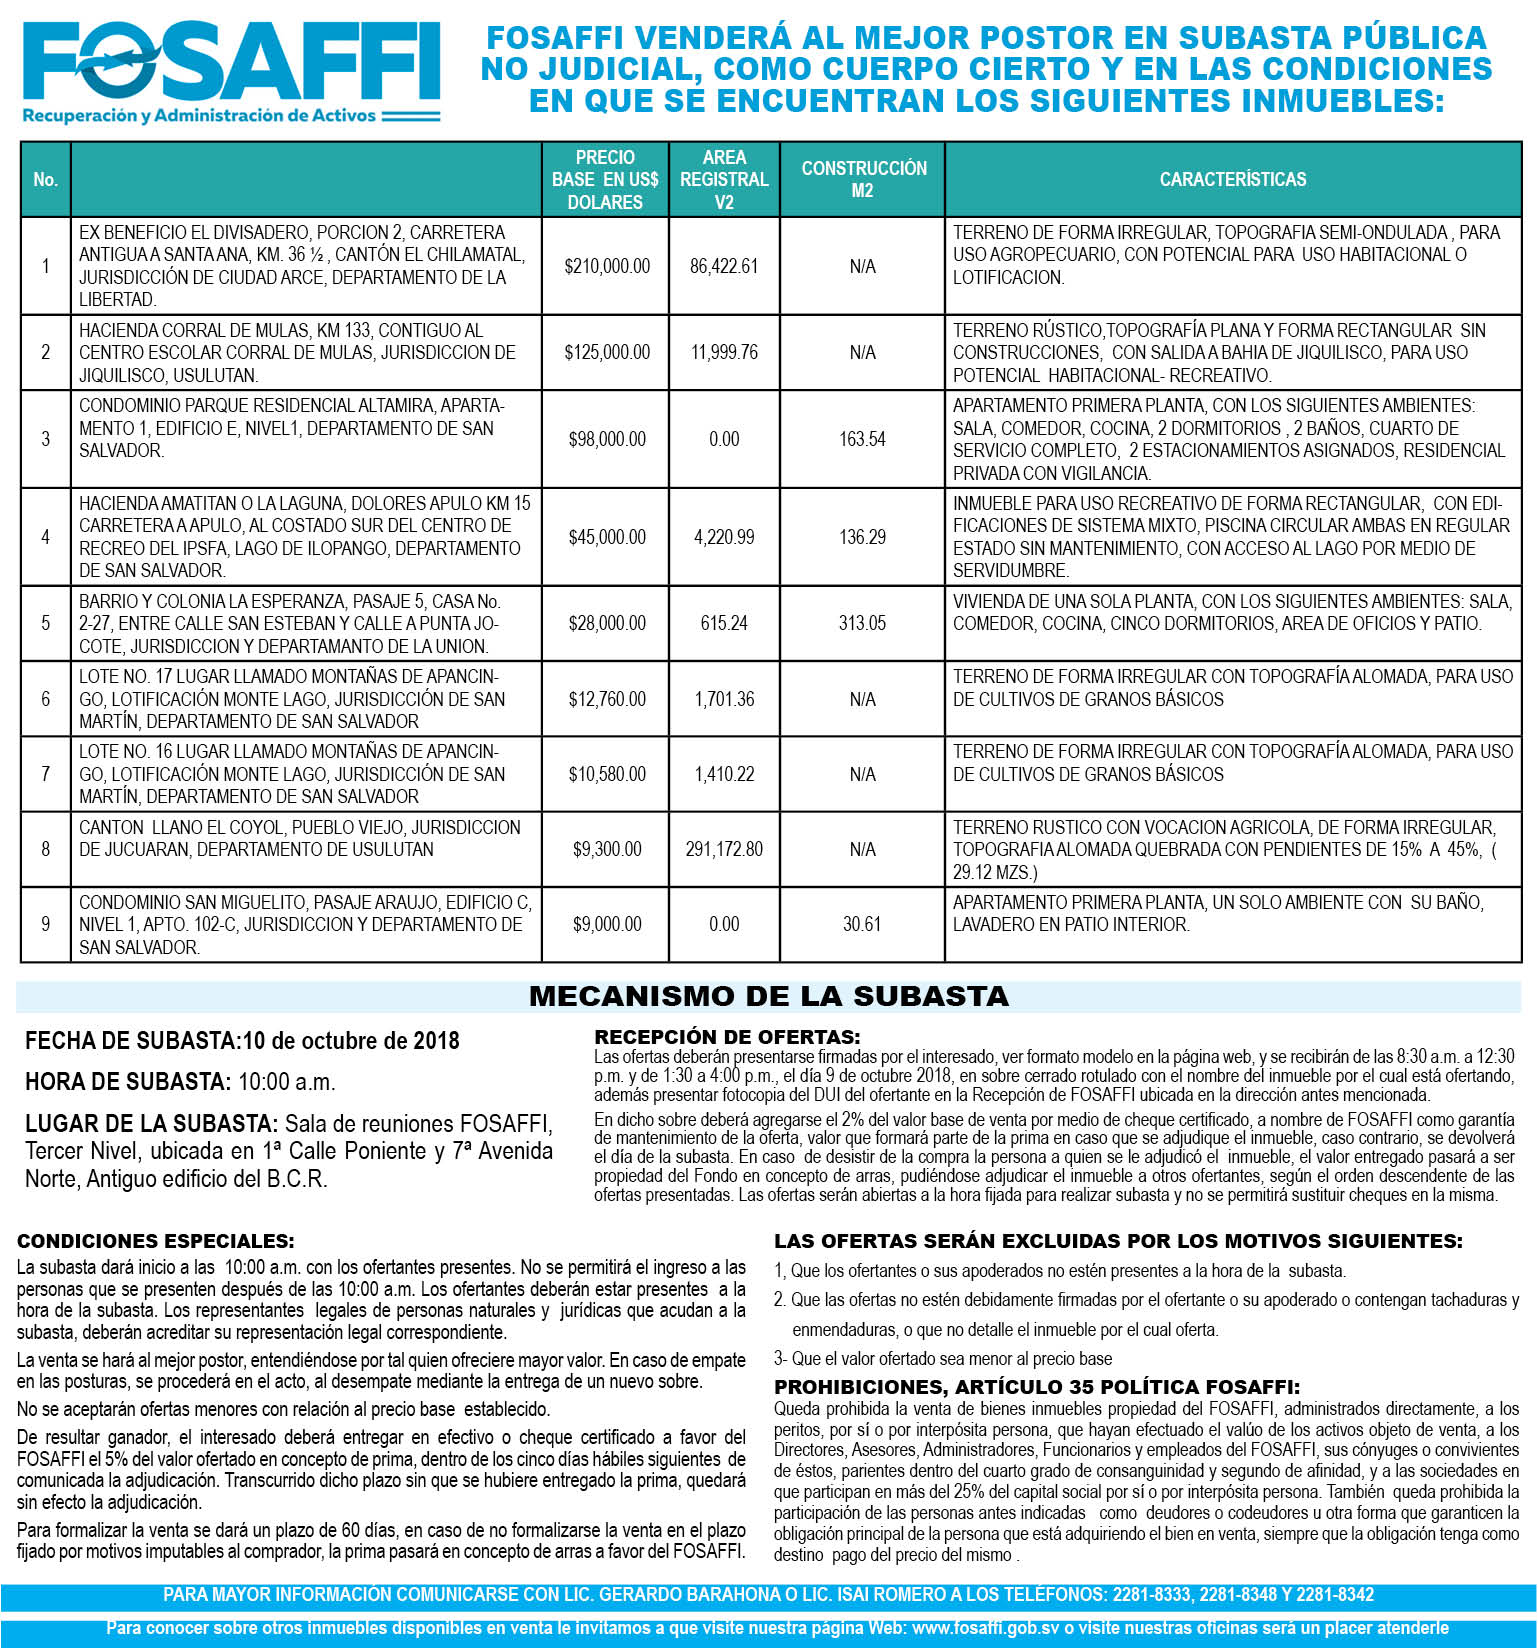 FOSAFFI
Recuperación y Administración de Activos
FOSAFFI VENDERÁ AL MEJOR POSTOR EN SUBASTA PÚBLICA
NO JUDICIAL, COMO CUERPO CIERTO Y EN LAS CONDICIONES
EN QUE SE ENCUENTRAN LOS SIGUIENTES INMUEBLES:
No.
PRECIO
BASE EN US$
DOLARES
AREA
REGISTRAL
V2
CONSTRUCCIÓN
M2
CARACTERÍSTICAS
1
EX BENEFICIO EL DIVISADERO, PORCION 2, CARRETERA
ANTIGUA A SANTA ANA, KM. 36 ½ , CANTÓN EL CHILAMATAL,
JURISDICCIÓN DE CIUDAD ARCE, DEPARTAMENTO DE LA
LIBERTAD.
$210,000.00
86,422.61
N/A
TERRENO DE FORMA IRREGULAR, TOPOGRAFIA SEMI-ONDULADA , PARA
USO AGROPECUARIO, CON POTENCIAL PARA USO HABITACIONAL O
LOTIFICACION.
2
HACIENDA CORRAL DE MULAS, KM 133, CONTIGUO AL
CENTRO ESCOLAR CORRAL DE MULAS, JURISDICCION DE
JIQUILISCO, USULUTAN.
$125,000.00
11,999.76
N/A
TERRENO RÚSTICO,TOPOGRAFÍA PLANA Y FORMA RECTANGULAR SIN
CONSTRUCCIONES, CON SALIDA A BAHIA DE JIQUILISCO, PARA USO
POTENCIAL HABITACIONAL- RECREATIVO.
3
CONDOMINIO PARQUE RESIDENCIAL ALTAMIRA, APARTA-
MENTO 1, EDIFICIO E, NIVEL1, DEPARTAMENTO DE SAN
SALVADOR.
$98,000.00
0.00
163.54
APARTAMENTO PRIMERA PLANTA, CON LOS SIGUIENTES AMBIENTES:
SALA, COMEDOR, COCINA, 2 DORMITORIOS , 2 BAÑOS, CUARTO DE
SERVICIO COMPLETO, 2 ESTACIONAMIENTOS ASIGNADOS, RESIDENCIAL
PRIVADA CON VIGILANCIA.
4
HACIENDA AMATITAN O LA LAGUNA, DOLORES APULO KM 15
CARRETERA A APULO, AL COSTADO SUR DEL CENTRO DE
RECREO DEL IPSFA, LAGO DE ILOPANGO, DEPARTAMENTO
DE SAN SALVADOR.
$45,000.00
4,220.99
136.29
INMUEBLE PARA USO RECREATIVO DE FORMA RECTANGULAR, CON EDI-
FICACIONES DE SISTEMA MIXTO, PISCINA CIRCULAR AMBAS EN REGULAR
ESTADO SIN MANTENIMIENTO, CON ACCESO AL LAGO POR MEDIO DE
SERVIDUMBRE.
5
BARRIO Y COLONIA LA ESPERANZA, PASAJE 5, CASA No.
2-27, ENTRE CALLE SAN ESTEBAN Y CALLE A PUNTA JO-
COTE, JURISDICCION Y DEPARTAMANTO DE LA UNION.
$28,000.00
615.24
313.05
VIVIENDA DE UNA SOLA PLANTA, CON LOS SIGUIENTES AMBIENTES: SALA,
COMEDOR, COCINA, CINCO DORMITORIOS, AREA DE OFICIOS Y PATIO.
6
LOTE NO. 17 LUGAR LLAMADO MONTAÑAS DE APANCIN-
GO, LOTIFICACIÓN MONTE LAGO, JURISDICCIÓN DE SAN
MARTÍN, DEPARTAMENTO DE SAN SALVADOR
$12,760.00
1,701.36
N/A
TERRENO DE FORMA IRREGULAR CON TOPOGRAFÍA ALOMADA, PARA USO
DE CULTIVOS DE GRANOS BÁSICOS
7
LOTE NO. 16 LUGAR LLAMADO MONTAÑAS DE APANCIN-
GO, LOTIFICACIÓN MONTE LAGO, JURISDICCIÓN DE SAN
MARTÍN, DEPARTAMENTO DE SAN SALVADOR
$10,580.00
1,410.22
N/A
TERRENO DE FORMA IRREGULAR CON TOPOGRAFÍA ALOMADA, PARA USO
DE CULTIVOS DE GRANOS BÁSICOS
8
CANTON LLANO EL COYOL, PUEBLO VIEJO, JURISDICCION
DE JUCUARAN, DEPARTAMENTO DE USULUTAN
$9,300.00
291,172.80
N/A
TERRENO RUSTICO CON VOCACION AGRICOLA, DE FORMA IRREGULAR,
TOPOGRAFIA ALOMADA QUEBRADA CON PENDIENTES DE 15% A 45%, (
29.12 MZS.)
9
CONDOMINIO SAN MIGUELITO, PASAJE ARAUJO, EDIFICIO C,
NIVEL 1, APTO. 102-C, JURISDICCION Y DEPARTAMENTO DE
SAN SALVADOR.
$9,000.00
0.00
30.61
APARTAMENTO PRIMERA PLANTA, UN SOLO AMBIENTE CON SU BAÑO,
LAVADERO EN PATIO INTERIOR.
MECANISMO DE LA SUBASTA
FECHA DE SUBASTA:10 de octubre de 2018
HORA DE SUBASTA: 10:00 a.m.
LUGAR DE LA SUBASTA: Sala de reuniones FOSAFFI,
Tercer Nivel, ubicada en 1ª Calle Poniente y 7ª Avenida
Norte, Antiguo edificio del B.C.R.
RECEPCIÓN DE OFERTAS:
Las ofertas deberán presentarse firmadas por el interesado, ver formato modelo en la página web, y se recibirán de las 8:30 a.m. a 12:30
p.m. y de 1:30 a 4:00 p.m., el día 9 de octubre 2018, en sobre cerrado rotulado con el nombre del inmueble por el cual está ofertando,
además presentar fotocopia del DUI del ofertante en la Recepción de FOSAFFI ubicada en la dirección antes mencionada.
En dicho sobre deberá agregarse el 2% del valor base de venta por medio de cheque certificado, a nombre de FOSAFFI como garantía
de mantenimiento de la oferta, valor que formará parte de la prima en caso que se adjudique el inmueble, caso contrario, se devolverá
el día de la subasta. En caso de desistir de la compra la persona a quien se le adjudicó el inmueble, el valor entregado pasará a ser
propiedad del Fondo en concepto de arras, pudiéndose adjudicar el inmueble a otros ofertantes, según el orden descendente de las
ofertas presentadas. Las ofertas serán abiertas a la hora fijada para realizar subasta y no se permitirá sustituir cheques en la misma.
CONDICIONES ESPECIALES:
La subasta dará inicio a las 10:00 a.m. con los ofertantes presentes. No se permitirá el ingreso a las
personas que se presenten después de las 10:00 a.m. Los ofertantes deberán estar presentes a la
hora de la subasta. Los representantes legales de personas naturales y jurídicas que acudan a la
subasta, deberán acreditar su representación legal correspondiente.
La venta se hará al mejor postor, entendiéndose por tal quien ofreciere mayor valor. En caso de empate
en las posturas, se procederá en el acto, al desempate mediante la entrega de un nuevo sobre.
No se aceptarán ofertas menores con relación al precio base establecido.
De resultar ganador, el interesado deberá entregar en efectivo o cheque certificado a favor del
FOSAFFI el 5% del valor ofertado en concepto de prima, dentro de los cinco días hábiles siguientes de
comunicada la adjudicación. Transcurrido dicho plazo sin que se hubiere entregado la prima, quedará
sin efecto la adjudicación.
Para formalizar la venta se dará un plazo de 60 días, en caso de no formalizarse la venta en el plazo
fijado por motivos imputables al comprador, la prima pasará en concepto de arras a favor del FOSAFFI.
LAS OFERTAS SERÁN EXCLUIDAS POR LOS MOTIVOS SIGUIENTES:
1, Que los ofertantes o sus apoderados no estén presentes a la hora de la subasta.
2. Que las ofertas no estén debidamente firmadas por el ofertante o su apoderado o contengan tachaduras y
enmendaduras, o que no detalle el inmueble por el cual oferta.
3- Que el valor ofertado sea menor al precio base
PROHIBICIONES, ARTÍCULO 35 POLÍTICA FOSAFFI:
Queda prohibida la venta de bienes inmuebles propiedad del FOSAFFI, administrados directamente, a los
peritos, por sí o por interpósita persona, que hayan efectuado el valúo de los activos objeto de venta, a los
Directores, Asesores, Administradores, Funcionarios y empleados del FOSAFFI, sus cónyuges o convivientes
de éstos, parientes dentro del cuarto grado de consanguinidad y segundo de afinidad, y a las sociedades en
que participan en más del 25% del capital social por sí o por interpósita persona. También queda prohibida la
participación de las personas antes indicadas como deudores o codeudores u otra forma que garanticen la
obligación principal de la persona que está adquiriendo el bien en venta, siempre que la obligación tenga como
destino pago del precio del mismo .
PARA MAYOR INFORMACIÓN COMUNICARSE CON LIC. GERARDO BARAHONA O LIC. ISAI ROMERO A LOS TELÉFONOS: 2281-8333, 2281-8348 Y 2281-8342
Para conocer sobre otros inmuebles disponibles en venta le invitamos a que visite nuestra página Web: www.fosaffi.gob.sv o visite nuestras oficinas será un placer atenderle